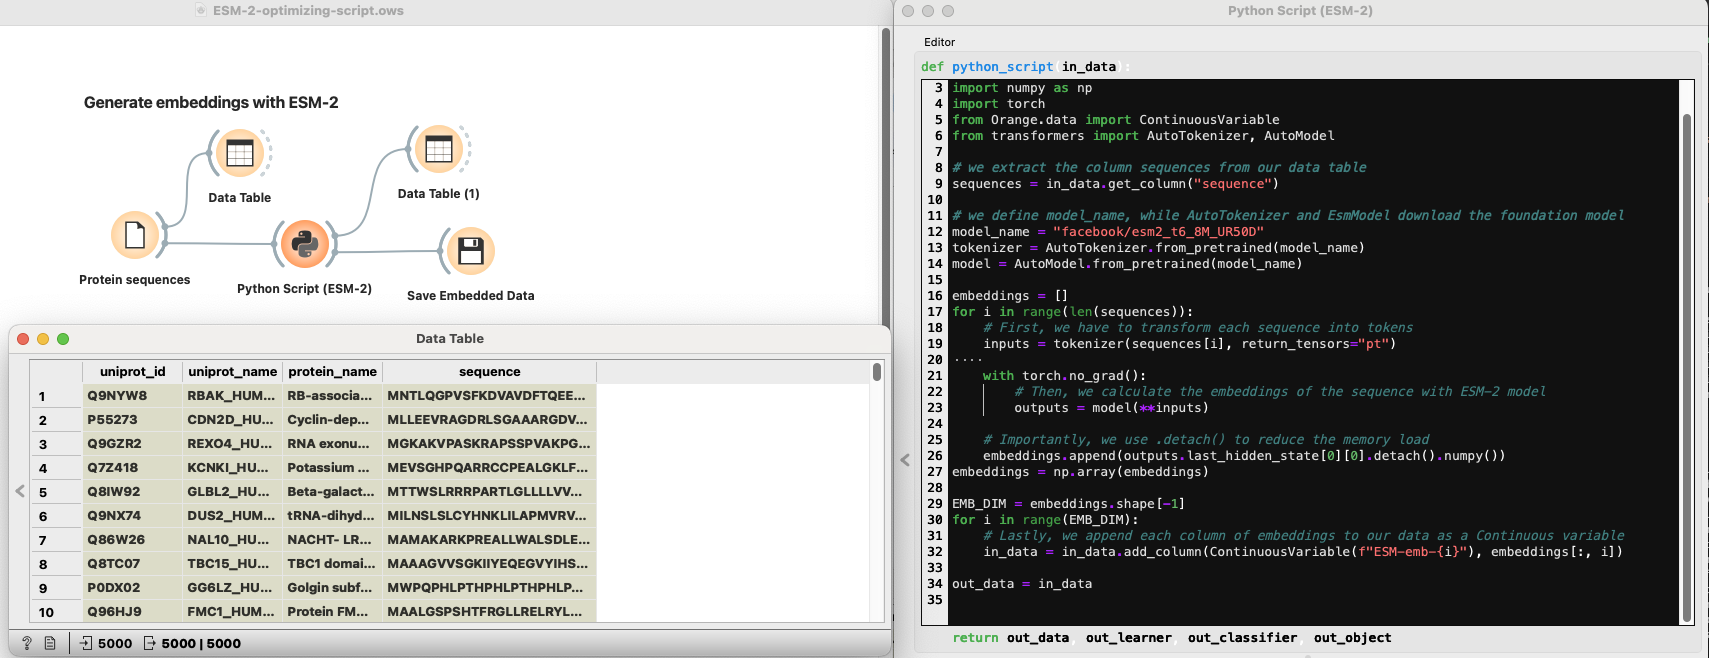 ESM-2-optimizing-script.ows
Generate embeddings with ESM-2
Data Table
Data Table (1)
Protein sequences
Python Script (ESM-2)
Save Embedded Data
Data Table
uniprot_id uniprot_name protein_name sequence
1 Q9NYW8 RBAK_HUM... RB-associa... MNTLQGPVSFKDVAVDFTQEE...
2 P55273 CDN2D_HU... Cyclin-dep... MLLEEVRAGDRLSGAAARGDV...
3 Q9GZR2 REXO4_HU... RNA exonu... MGKAKVPASKRAPSSPVAKPG...
4 Q7Z418 KCNKI_HU... Potassium ... MEVSGHPQARRCCPEALGKLF...
5 Q8IW92 GLBL2_HU... Beta-galact... MTTWSLRRRPARTLGLLLLVV...
6 Q9NX74 DUS2_HUM... tRNA-dihyd... MILNSLSLCYHNKLILAPMVRV...
7 Q86W26 NAL10_HU... NACHT- LR... MAMAKARKPREALLWALSDLE...
8 Q8TC07 TBC15_HU... TBC1 domai... MAAAGVVSGKIIYEQEGVYIHS...
9 P0DX02 GG6LZ_HU... Golgin subf... MWPQPHLPTHPHLPTHPHLP...
10 Q96HJ9 FMC1_HUM... Protein FM... MAALGSPSHTFRGLLRELRYL...
? 5000 5000 | 5000
Python Script (ESM-2)
Editor
def python_script(in_data):
3 import numpy as np
4 import torch
5 from Orange.data import ContinuousVariable
6 from transformers import AutoTokenizer, AutoModel
7
8 # we extract the column sequences from our data table
9 sequences = in_data.get_column("sequence")
10
11 # we define model_name, while AutoTokenizer and EsmModel download the foundation model
12 model_name = "facebook/esm2_t6_8M_UR50D"
13 tokenizer = AutoTokenizer.from_pretrained(model_name)
14 model = AutoModel.from_pretrained(model_name)
15
16 embeddings = []
17 for i in range(len(sequences)):
18 # First, we have to transform each sequence into tokens
19 inputs = tokenizer(sequences[i], return_tensors="pt")
20 ....
21 with torch.no_grad():
22 # Then, we calculate the embeddings of the sequence with ESM-2 model
23 outputs = model(**inputs)
24
25 # Importantly, we use .detach() to reduce the memory load
26 embeddings.append(outputs.last_hidden_state[0][0].detach().numpy())
27 embeddings = np.array(embeddings)
28
29 EMB_DIM = embeddings.shape[-1]
30 for i in range(EMB_DIM):
31 # Lastly, we append each column of embeddings to our data as a Continuous variable
32 in_data = in_data.add_column(ContinuousVariable(f"ESM-emb-{i}"), embeddings[:, i])
33
34 out_data = in_data
35
return out_data, out_learner, out_classifier, out_object